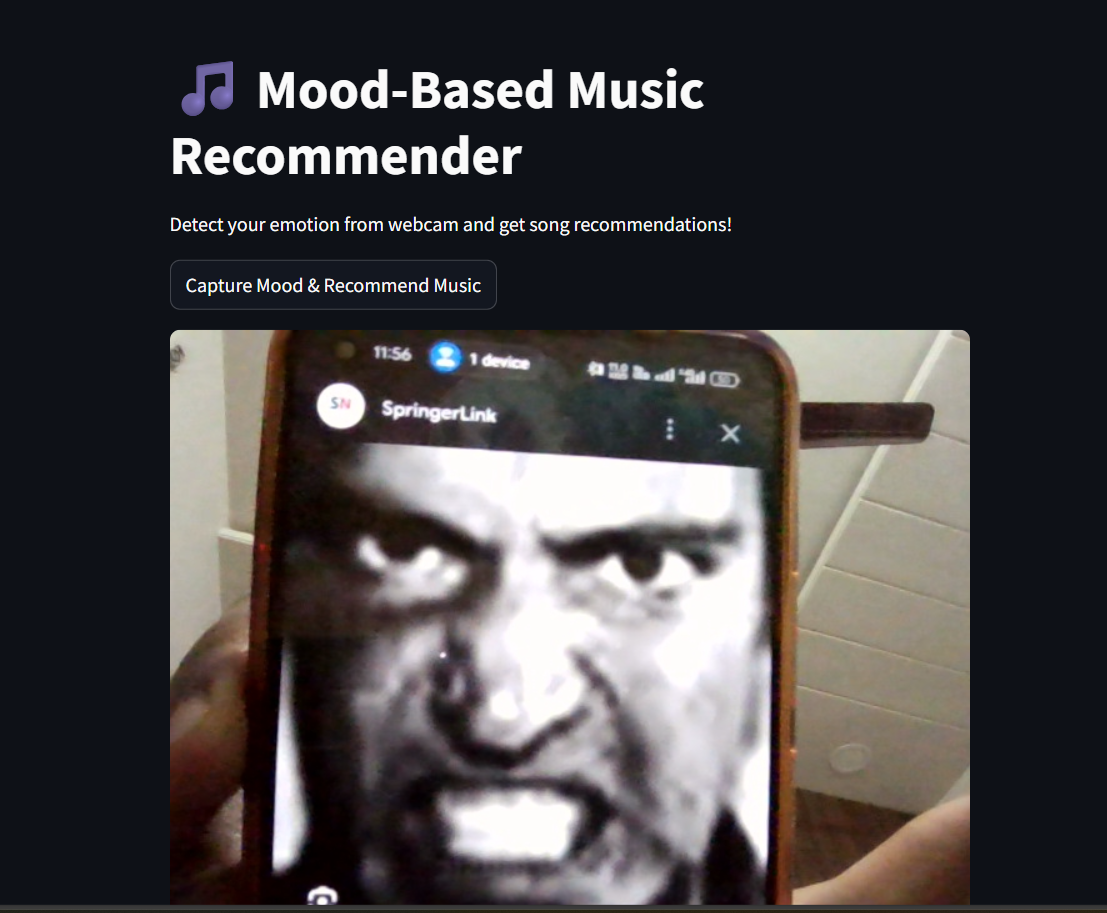 Mood-Based Music
Recommender
Detect your emotion from webcam and get song recommendations!
Capture Mood & Recommend Music
11:56
1 device
SN
SpringerLink